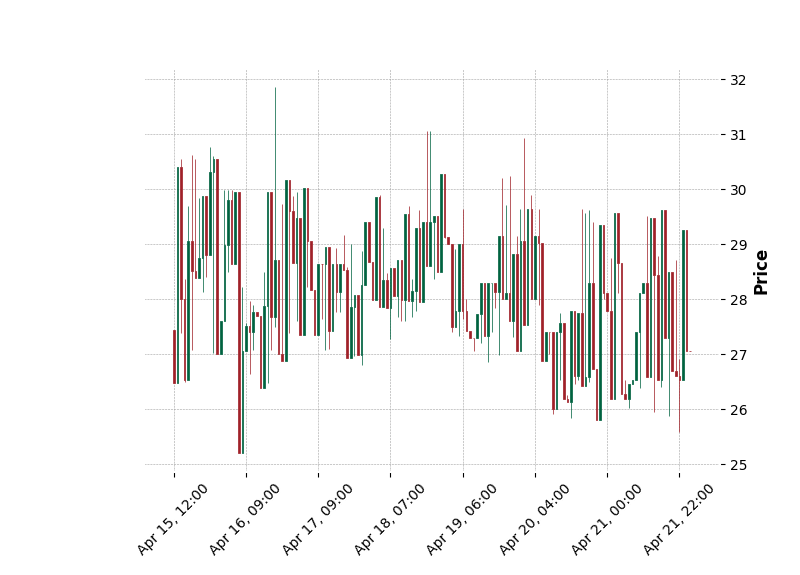 32
31
30
29
28
27
26
25
Price
Apr 15, 12:00
Apr 16, 09:00
Apr 17, 09:00
Apr 18, 07:00
Apr 19, 06:00
Apr 20, 04:00
Apr 21, 00:00
Apr 21, 22:00